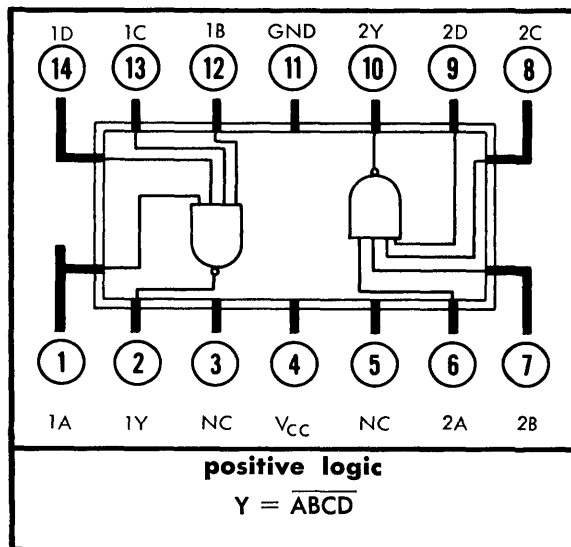 1D 1C 1B GND 2Y 2D 2C
14 13 12 11 10 9 8
1 2 3 4 5 6 7
1A 1Y NC VCC NC 2A 2B
positive logic
Y = ABCD